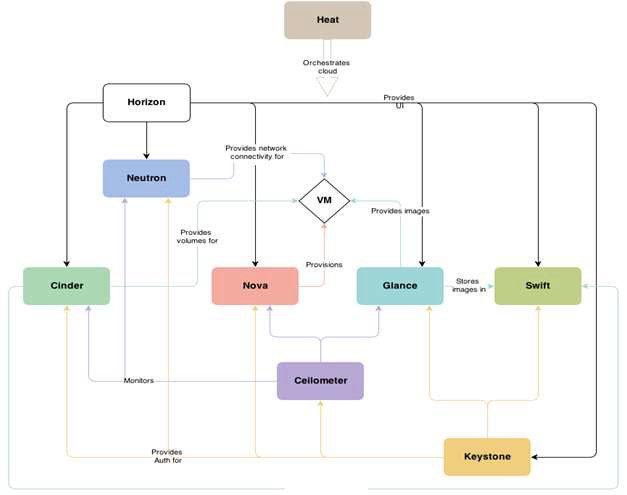 Heat
Orchestrates
cloud
Horizon
Provides
UI
Provides network
connectivity for
Neutron
VM
Provides images
Provides
volumes for
Provisions
Cinder
Nova
Glance
Stores
images in
Swift
Monitors
Ceilometer
Provides
Auth for
Keystone